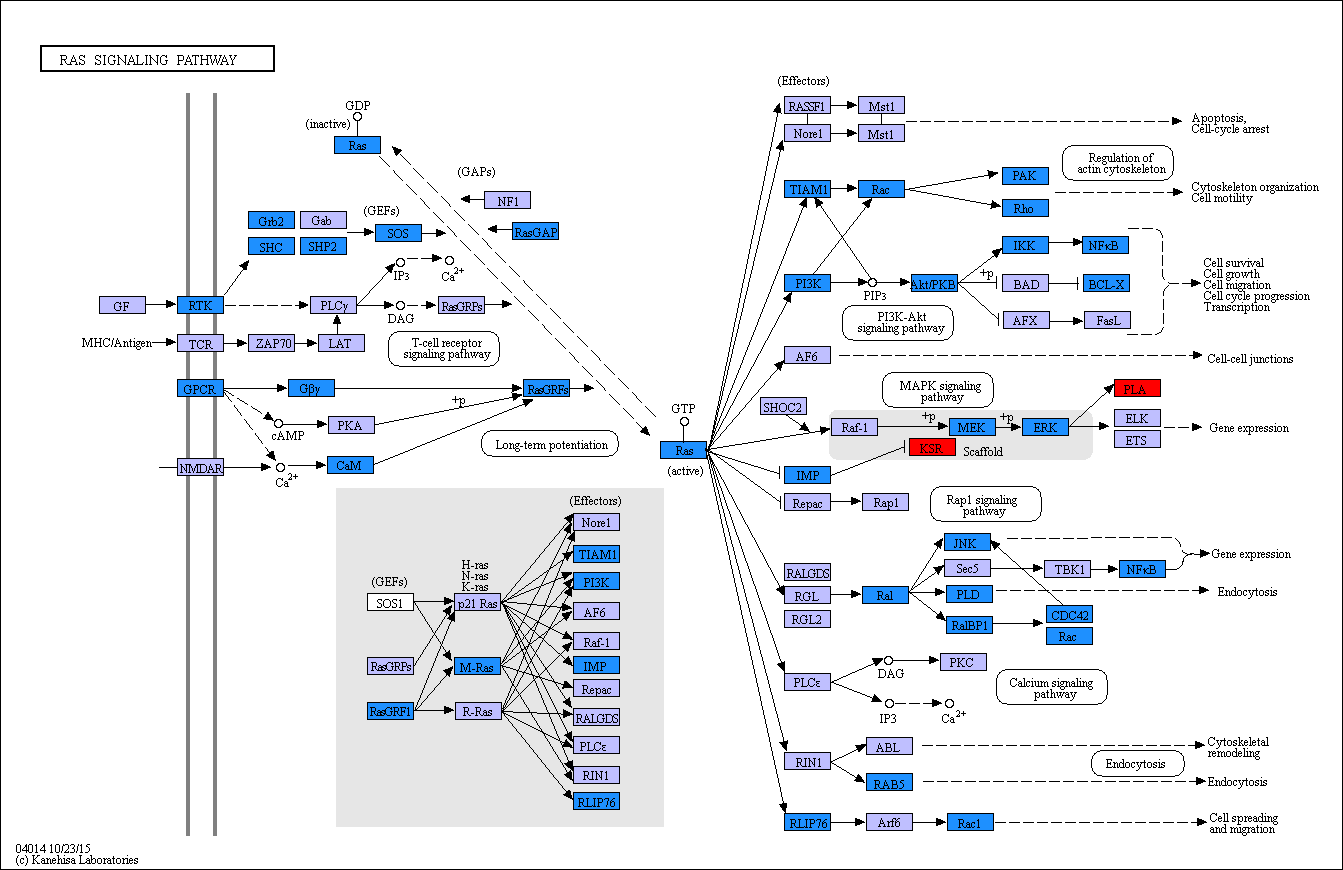 RAS SIGNALING PATHWAY
GDP
(inactive)
Ras
(GAPs)
NF1
RasGAP
(GEFs)
Grb2
Gab
SHC
SHP2
SOS
IP3
Ca2+
GF
RTK
PLCγ
DAG
RasGRPs
MHC/Antigen
TCR
ZAP70
LAT
T-cell receptor
signaling pathway
GPCR
Gβγ
RasGRFs
+p
cAMP
PKA
Long-term potentiation
NMDAR
Ca2+
CaM
GTP
Ras
(active)
(Effectors)
RASSF1
Mst1
Nore1
Mst1
Apoptosis,
Cell-cycle arrest
Regulation of
actin cytoskeleton
TIAM1
Rac
PAK
Rho
Cytoskeleton organization
Cell motility
PI3K
PIP3
Akt/PKB
+p
IKK
NFκB
BAD
BCL-X
AFX
FasL
PI3K-Akt
signaling pathway
Cell survival
Cell growth
Cell migration
Cell cycle progression
Transcription
AF6
Cell-cell junctions
MAPK signaling
pathway
SHOC2
Raf-1
+p
MEK
+p
ERK
PLA
ELK
ETS
Gene expression
KSR
Scaffold
IMP
Repac
Rap1
Rap1 signaling
pathway
RALGDS
RGL
RGL2
Ral
JNK
Sec5
TBK1
NFκB
Gene expression
PLD
Endocytosis
RalBP1
CDC42
Rac
PLCε
DAG
PKC
IP3
Ca2+
Calcium signaling
pathway
RIN1
ABL
Cytoskeletal
remodeling
RAB5
Endocytosis
Endocytosis
RLIP76
Arf6
Rac1
Cell spreading
and migration
(Effectors)
Nore1
TIAM1
PI3K
AF6
Raf-1
IMP
Repac
RALGDS
PLCε
RIN1
RLIP76
(GEFs)
SOS1
RasGRPs
RasGRF1
H-ras
N-ras
K-ras
p21 Ras
M-Ras
R-Ras
04014 10/23/15
(c) Kanehisa Laboratories